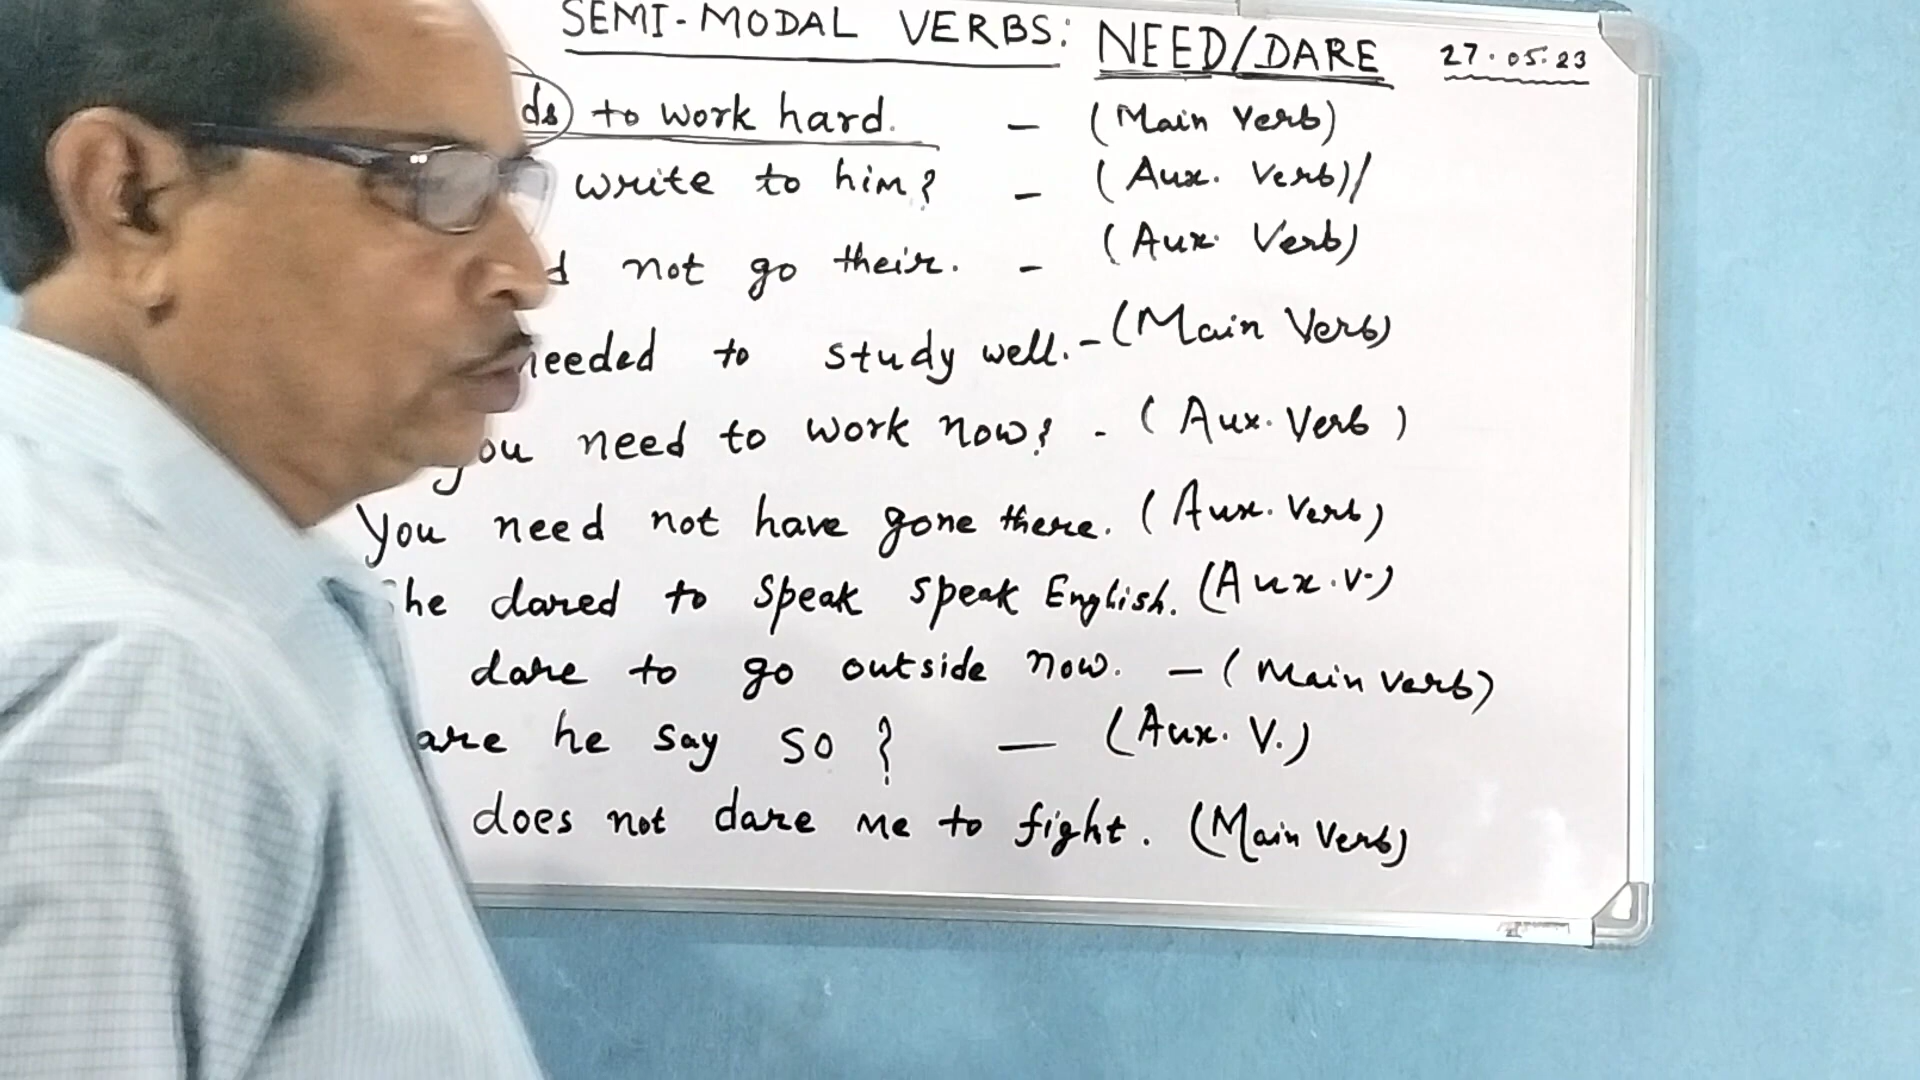 SEMI-MODAL VERBS: NEED/DARE 27.05.23
ds to work hard. - (Main Verb)
write to him? - (Aux. Verb)/
d not go their. - (Aux. Verb)
needed to study well. - (Main Verb)
you need to work now? - (Aux. Verb)
You need not have gone there. (Aux. Verb)
he dared to speak speak English. (Aux. V.)
dare to go outside now. - (Main Verb)
are he say so? - (Aux. V.)
does not dare me to fight. (Main Verb)